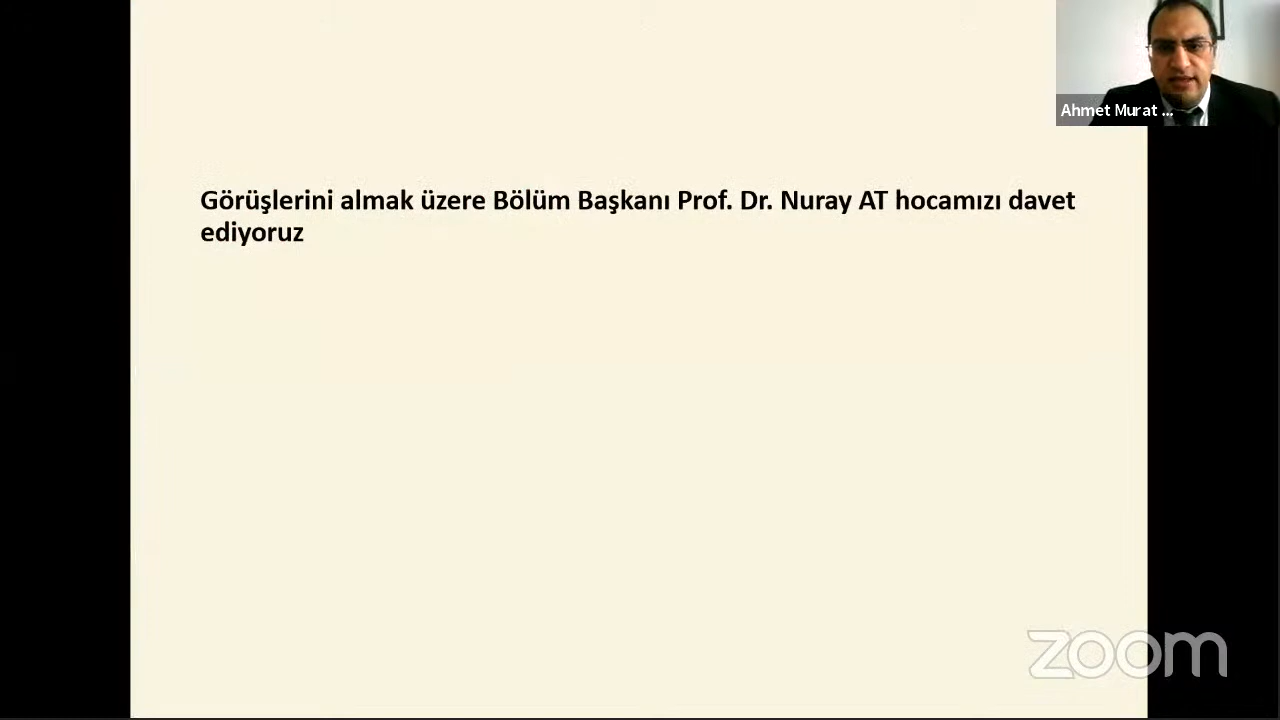 Ahmet Murat ...
Görüşlerini almak üzere Bölüm Başkanı Prof. Dr. Nuray AT hocamızı davet
ediyoruz
zoom